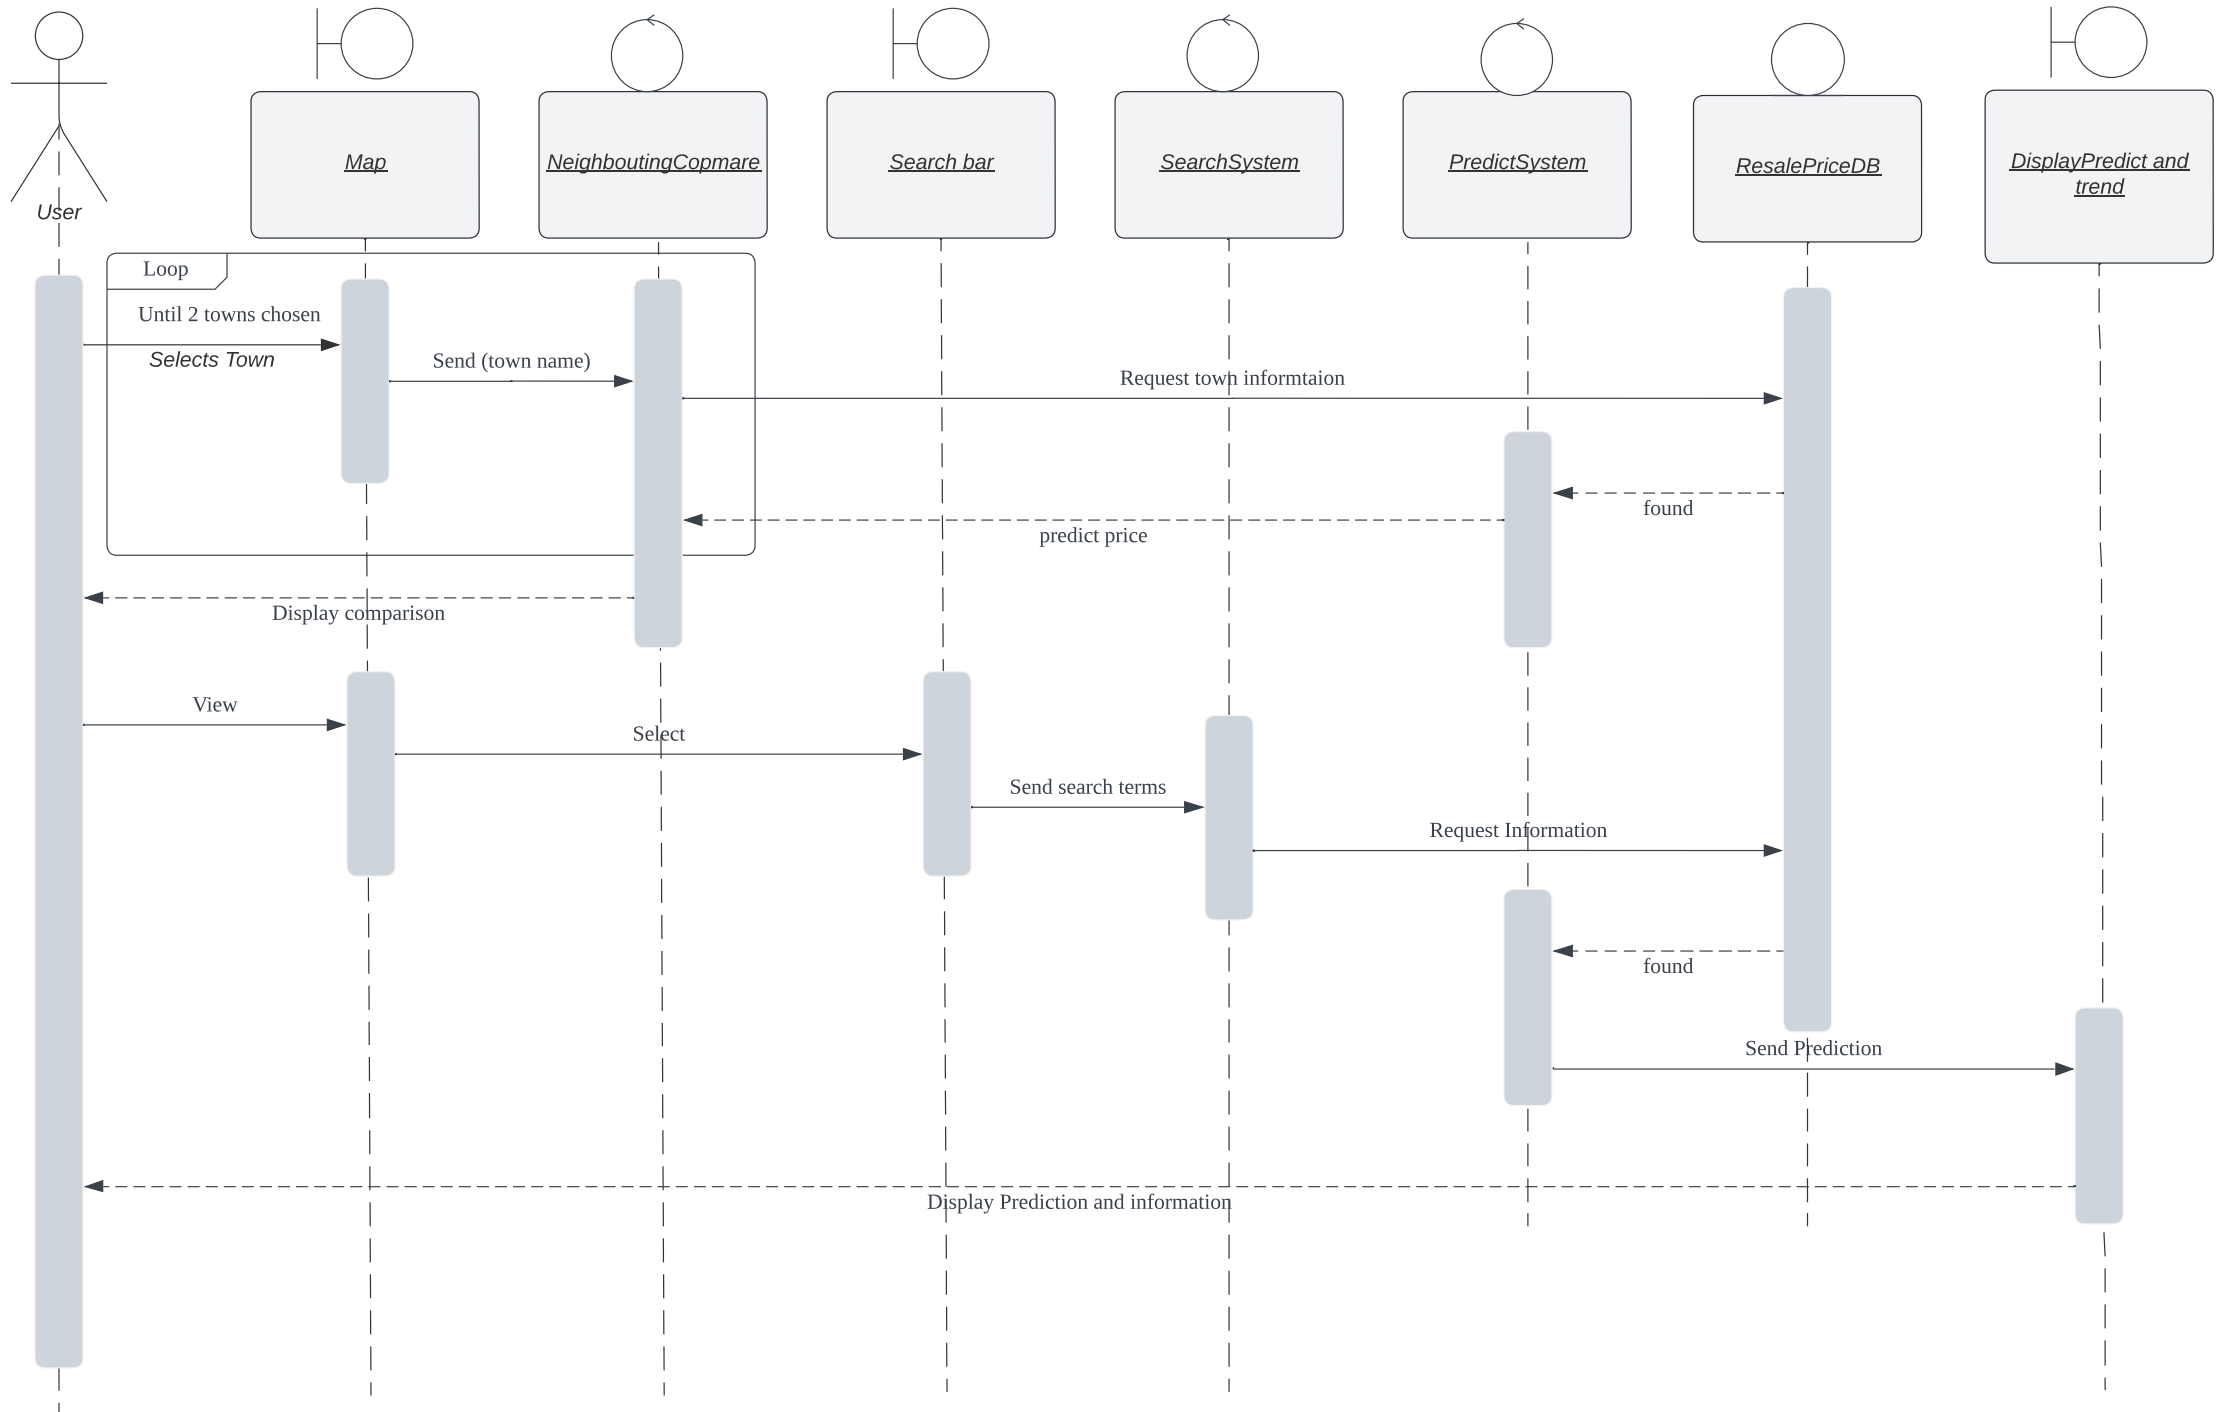 User
Map
NeighboutingCopmare
Search bar
SearchSystem
PredictSystem
ResalePriceDB
DisplayPredict and
trend
Loop
Until 2 towns chosen
Selects Town
Send (town name)
Request town informtaion
found
predict price
Display comparison
View
Select
Send search terms
Request Information
found
Send Prediction
Display Prediction and information